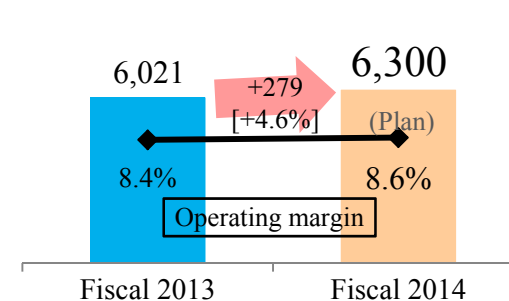 6,021
6,300
+279
[+4.6%]
(Plan)
8.4%
8.6%
Operating margin
Fiscal 2013
Fiscal 2014